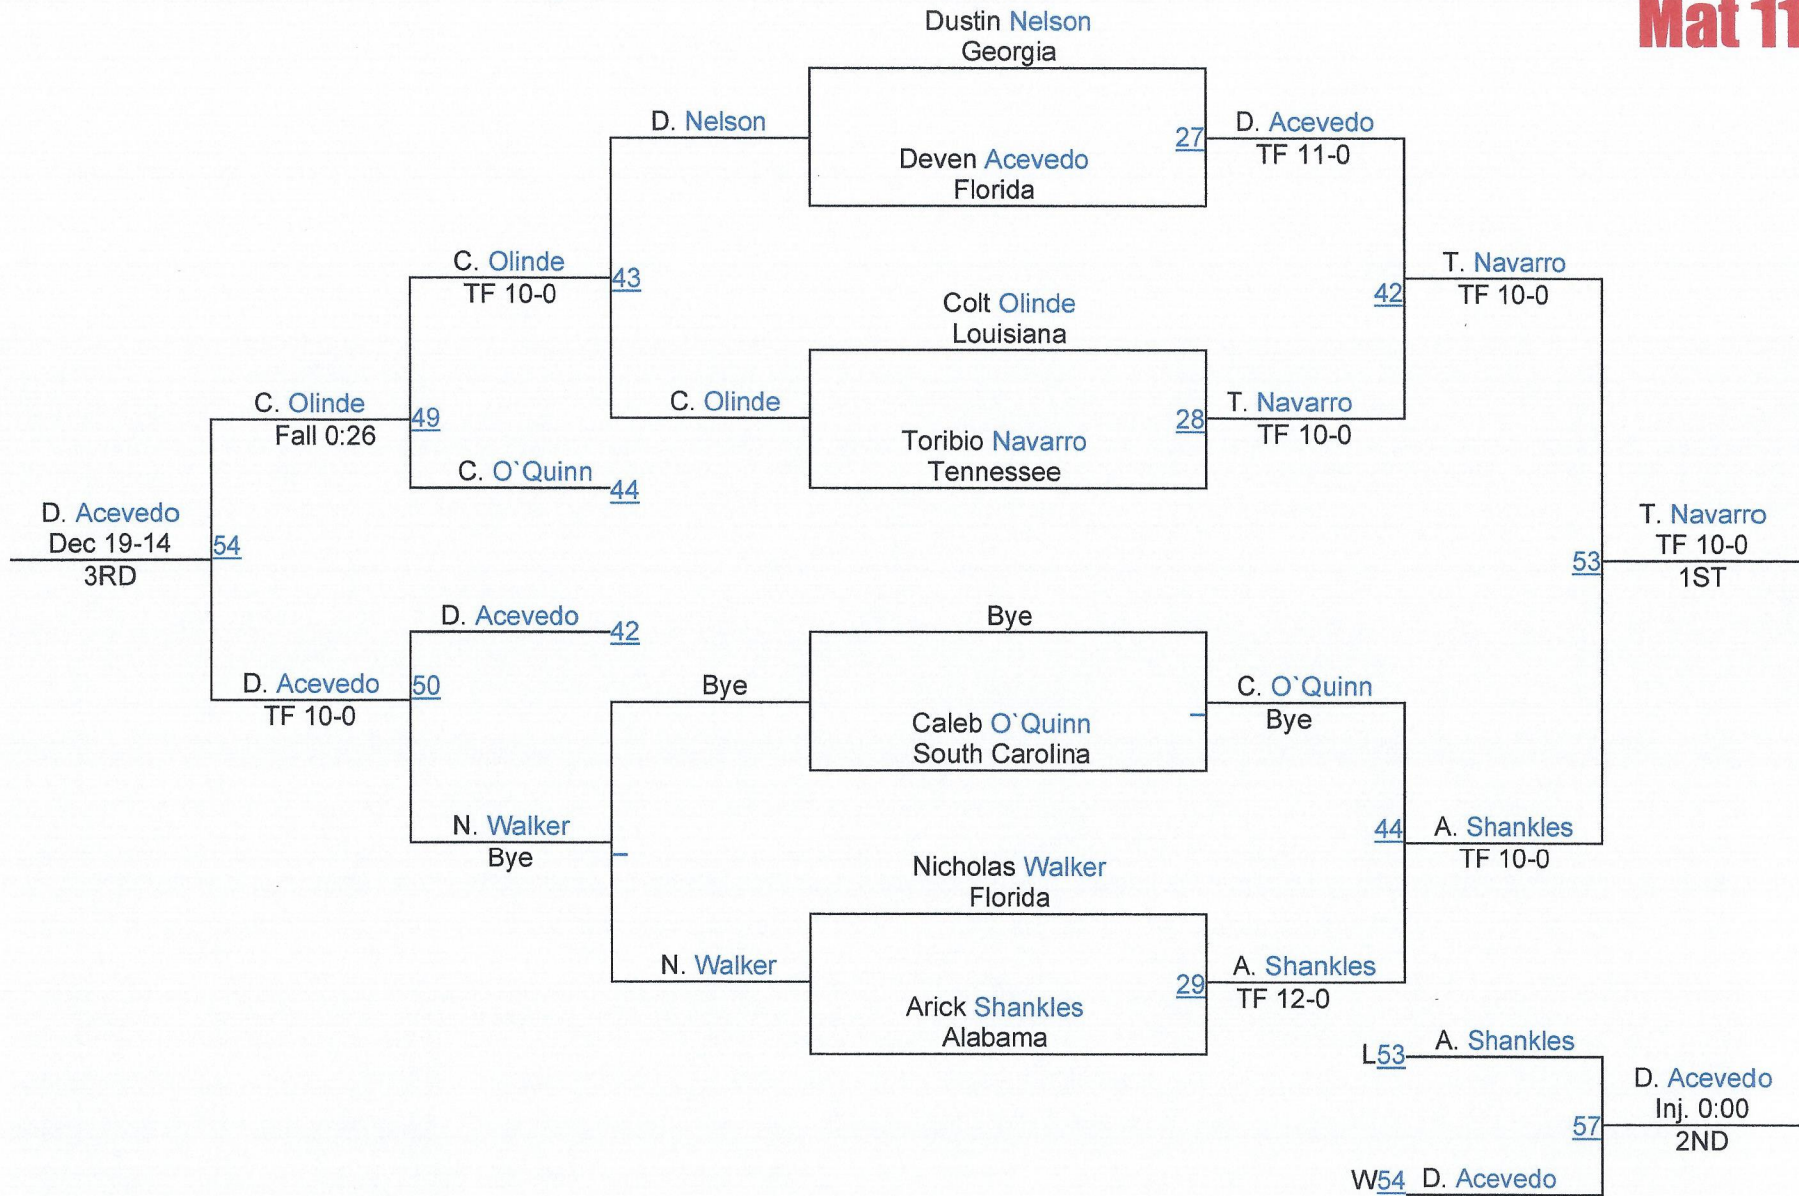 Mat 11
Dustin Nelson
Georgia
D. Nelson
27
D. Acevedo
TF 11-0
Deven Acevedo
Florida
C. Olinde
TF 10-0
43
Colt Olinde
Louisiana
42
T. Navarro
TF 10-0
C. Olinde
Fall 0:26
49
C. Olinde
28
T. Navarro
TF 10-0
Toribio Navarro
Tennessee
C. O`Quinn
44
D. Acevedo
Dec 19-14
3RD
54
53
T. Navarro
TF 10-0
1ST
D. Acevedo
42
Bye
D. Acevedo
TF 10-0
50
Bye
C. O`Quinn
Bye
Caleb O`Quinn
South Carolina
N. Walker
Bye
44
A. Shankles
TF 10-0
Nicholas Walker
Florida
N. Walker
29
A. Shankles
TF 12-0
Arick Shankles
Alabama
L53
A. Shankles
57
D. Acevedo
Inj. 0:00
2ND
W54
D. Acevedo